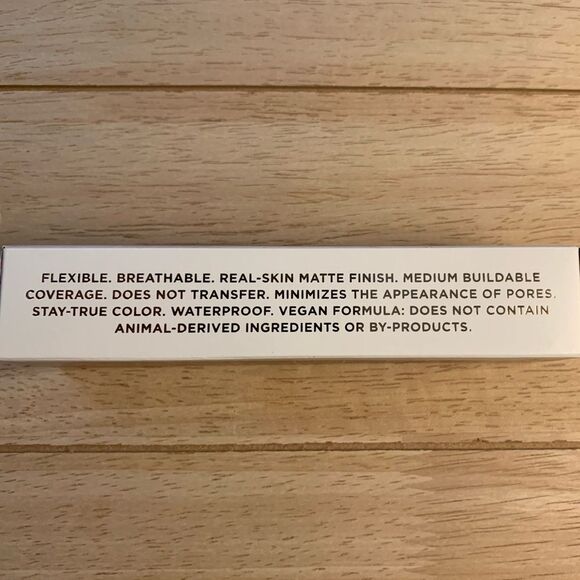 FLEXIBLE. BREATHABLE. REAL-SKIN MATTE FINISH. MEDIUM BUILDABLE
COVERAGE. DOES NOT TRANSFER. MINIMIZES THE APPEARANCE OF PORES.
STAY-TRUE COLOR. WATERPROOF. VEGAN FORMULA: DOES NOT CONTAIN
ANIMAL-DERIVED INGREDIENTS OR BY-PRODUCTS.